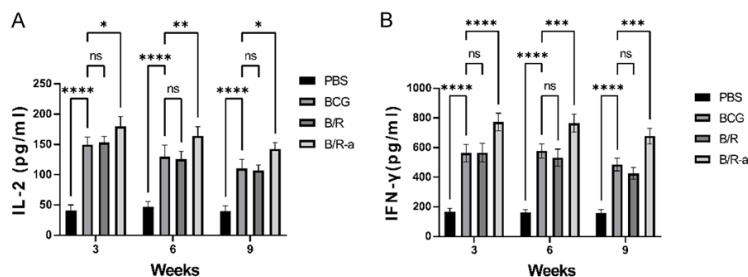 A
*
**
*
****
ns
****
ns
****
ns
250
200
150
100
50
0
IL-2 (pg/ml)
3
6
9
Weeks
PBS
BCG
B/R
B/R-a
B
****
***
***
****
ns
****
ns
****
ns
1000
800
600
400
200
0
IFN-γ(pg/ml)
3
6
9
Weeks
PBS
BCG
B/R
B/R-a